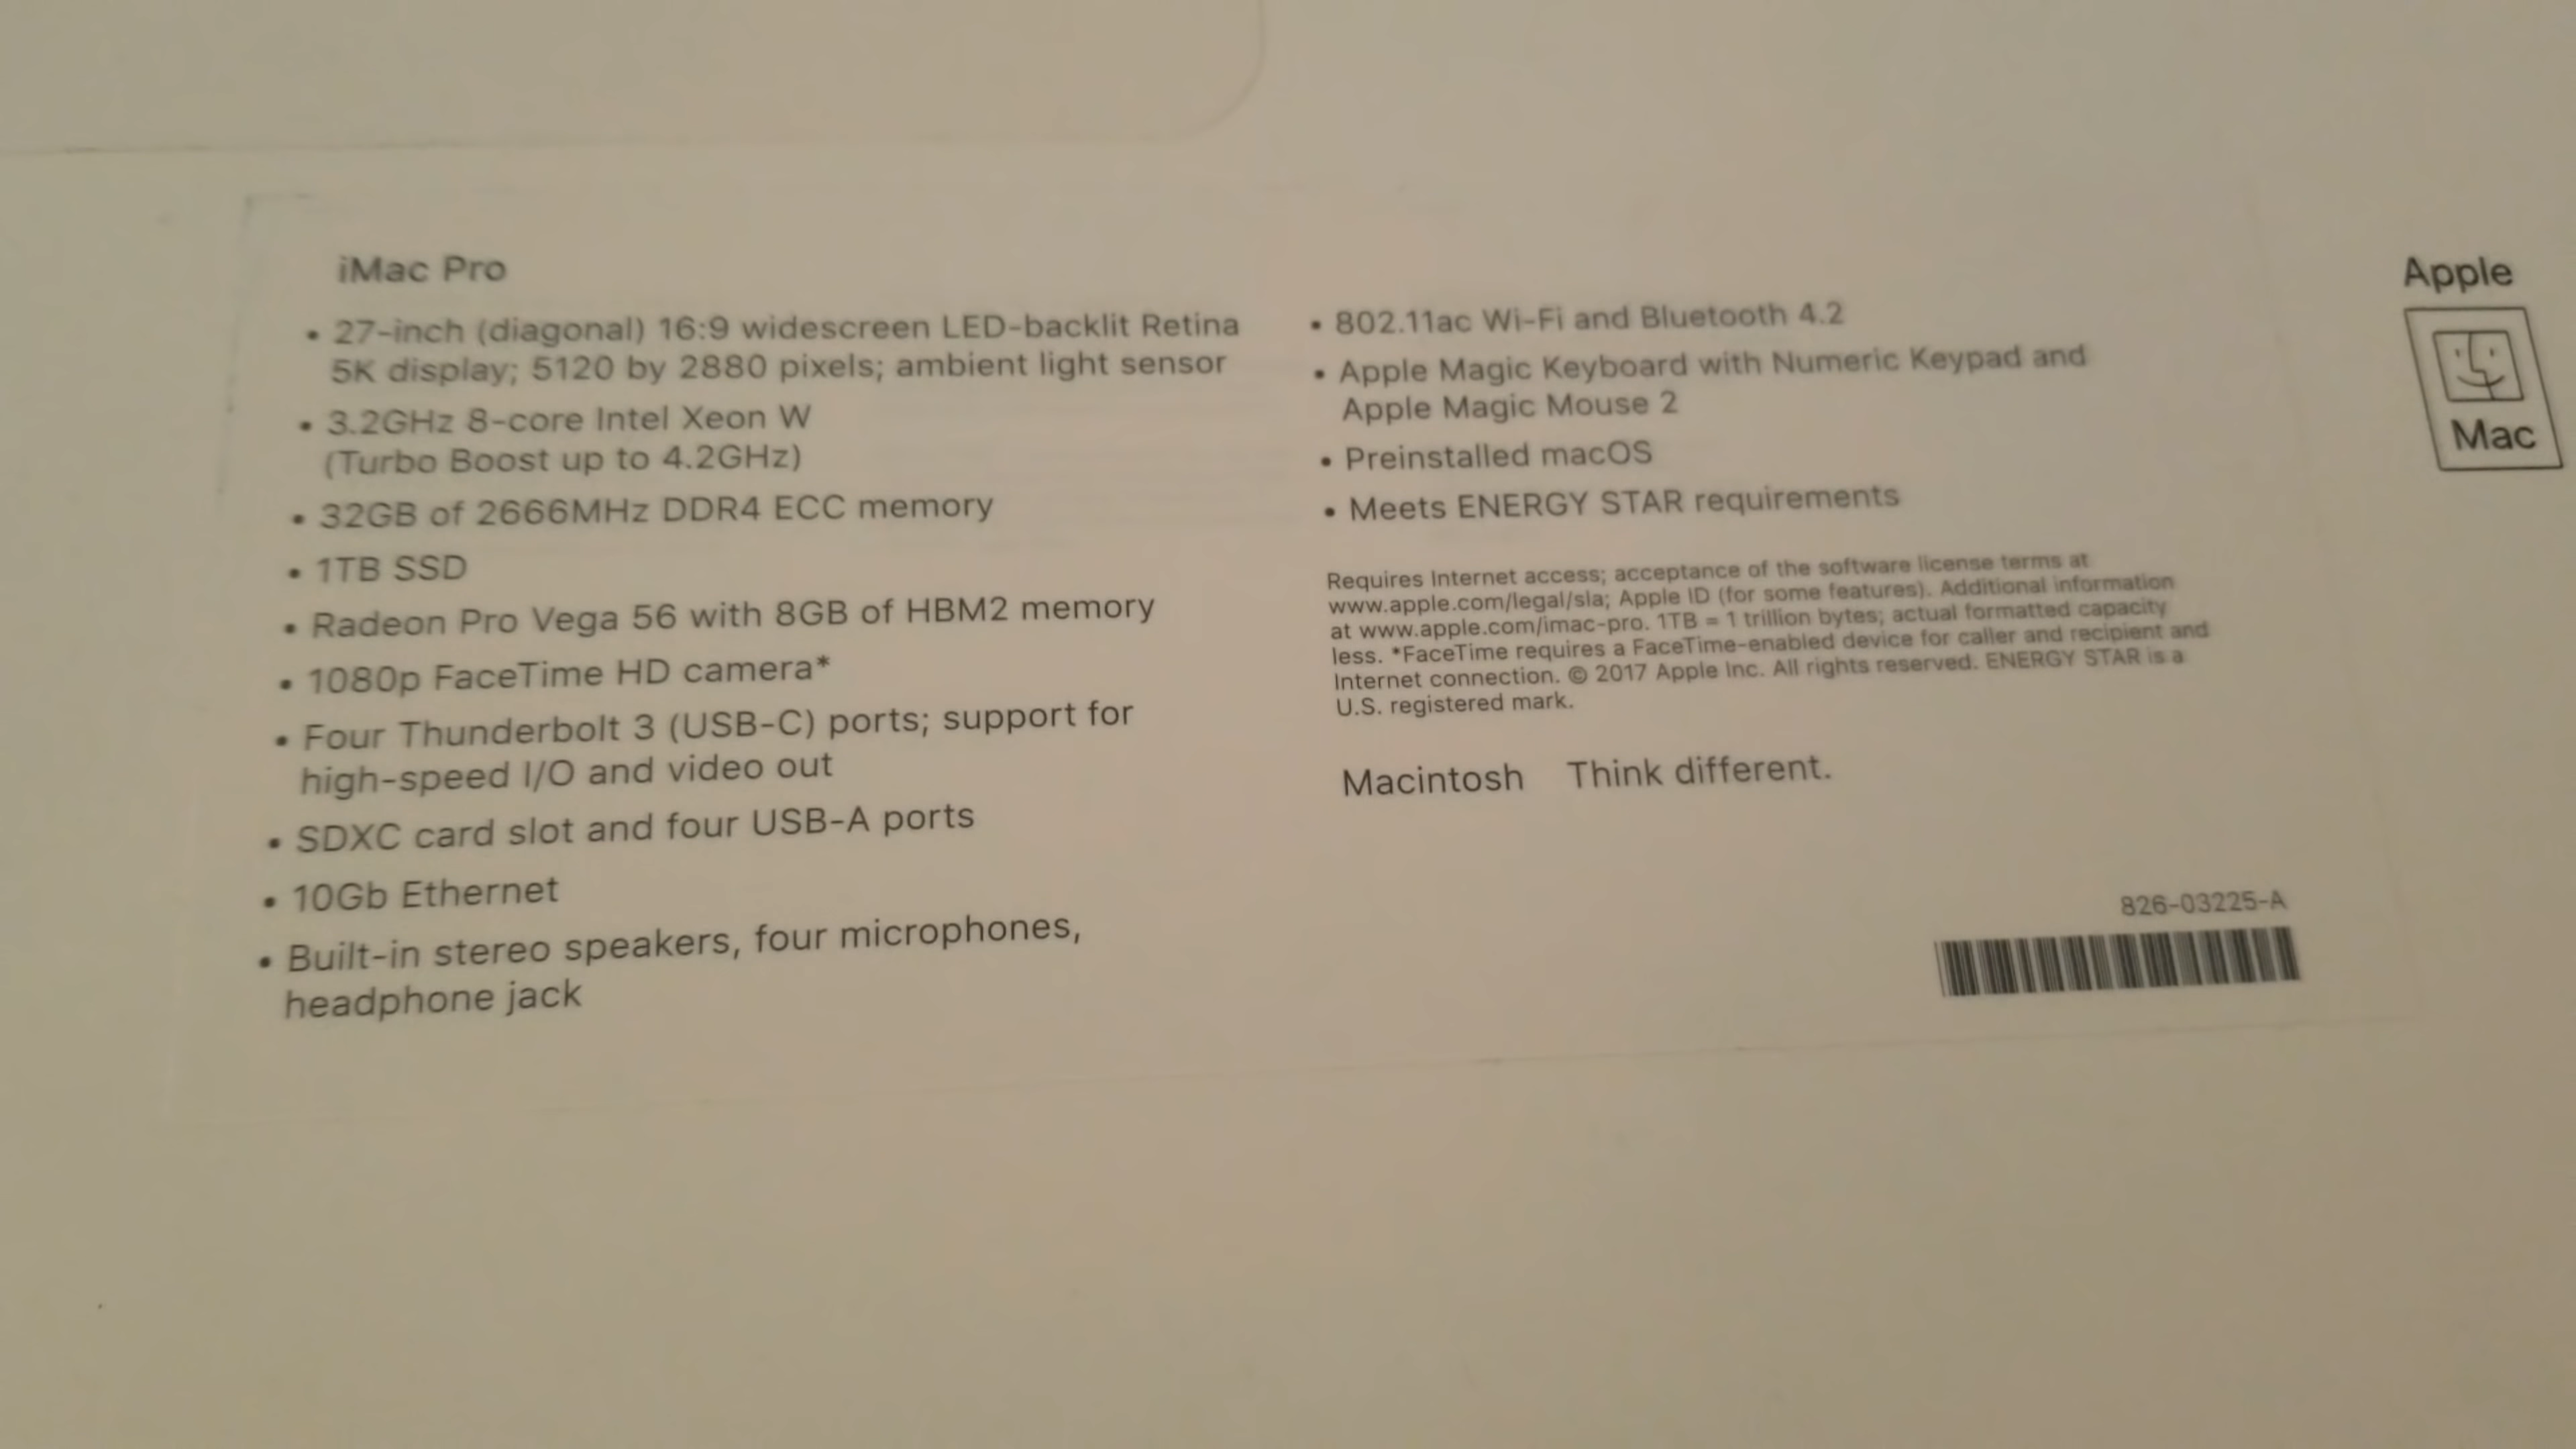 iMac Pro
• 27-inch (diagonal) 16:9 widescreen LED-backlit Retina
5K display; 5120 by 2880 pixels; ambient light sensor
• 3.2GHz 8-core Intel Xeon W
(Turbo Boost up to 4.2GHz)
• 32GB of 2666MHz DDR4 ECC memory
• 1TB SSD
• Radeon Pro Vega 56 with 8GB of HBM2 memory
• 1080p FaceTime HD camera*
• Four Thunderbolt 3 (USB-C) ports; support for
high-speed I/O and video out
• SDXC card slot and four USB-A ports
• 10Gb Ethernet
• Built-in stereo speakers, four microphones,
headphone jack
• 802.11ac Wi-Fi and Bluetooth 4.2
• Apple Magic Keyboard with Numeric Keypad and
Apple Magic Mouse 2
• Preinstalled macOS
• Meets ENERGY STAR requirements
Requires Internet access; acceptance of the software license terms at
www.apple.com/legal/sla; Apple ID (for some features). Additional information
at www.apple.com/imac-pro. 1TB = 1 trillion bytes; actual formatted capacity
less. *FaceTime requires a FaceTime-enabled device for caller and recipient and
Internet connection. © 2017 Apple Inc. All rights reserved. ENERGY STAR is a
U.S. registered mark.
Macintosh Think different.
826-03225-A
Apple
Mac